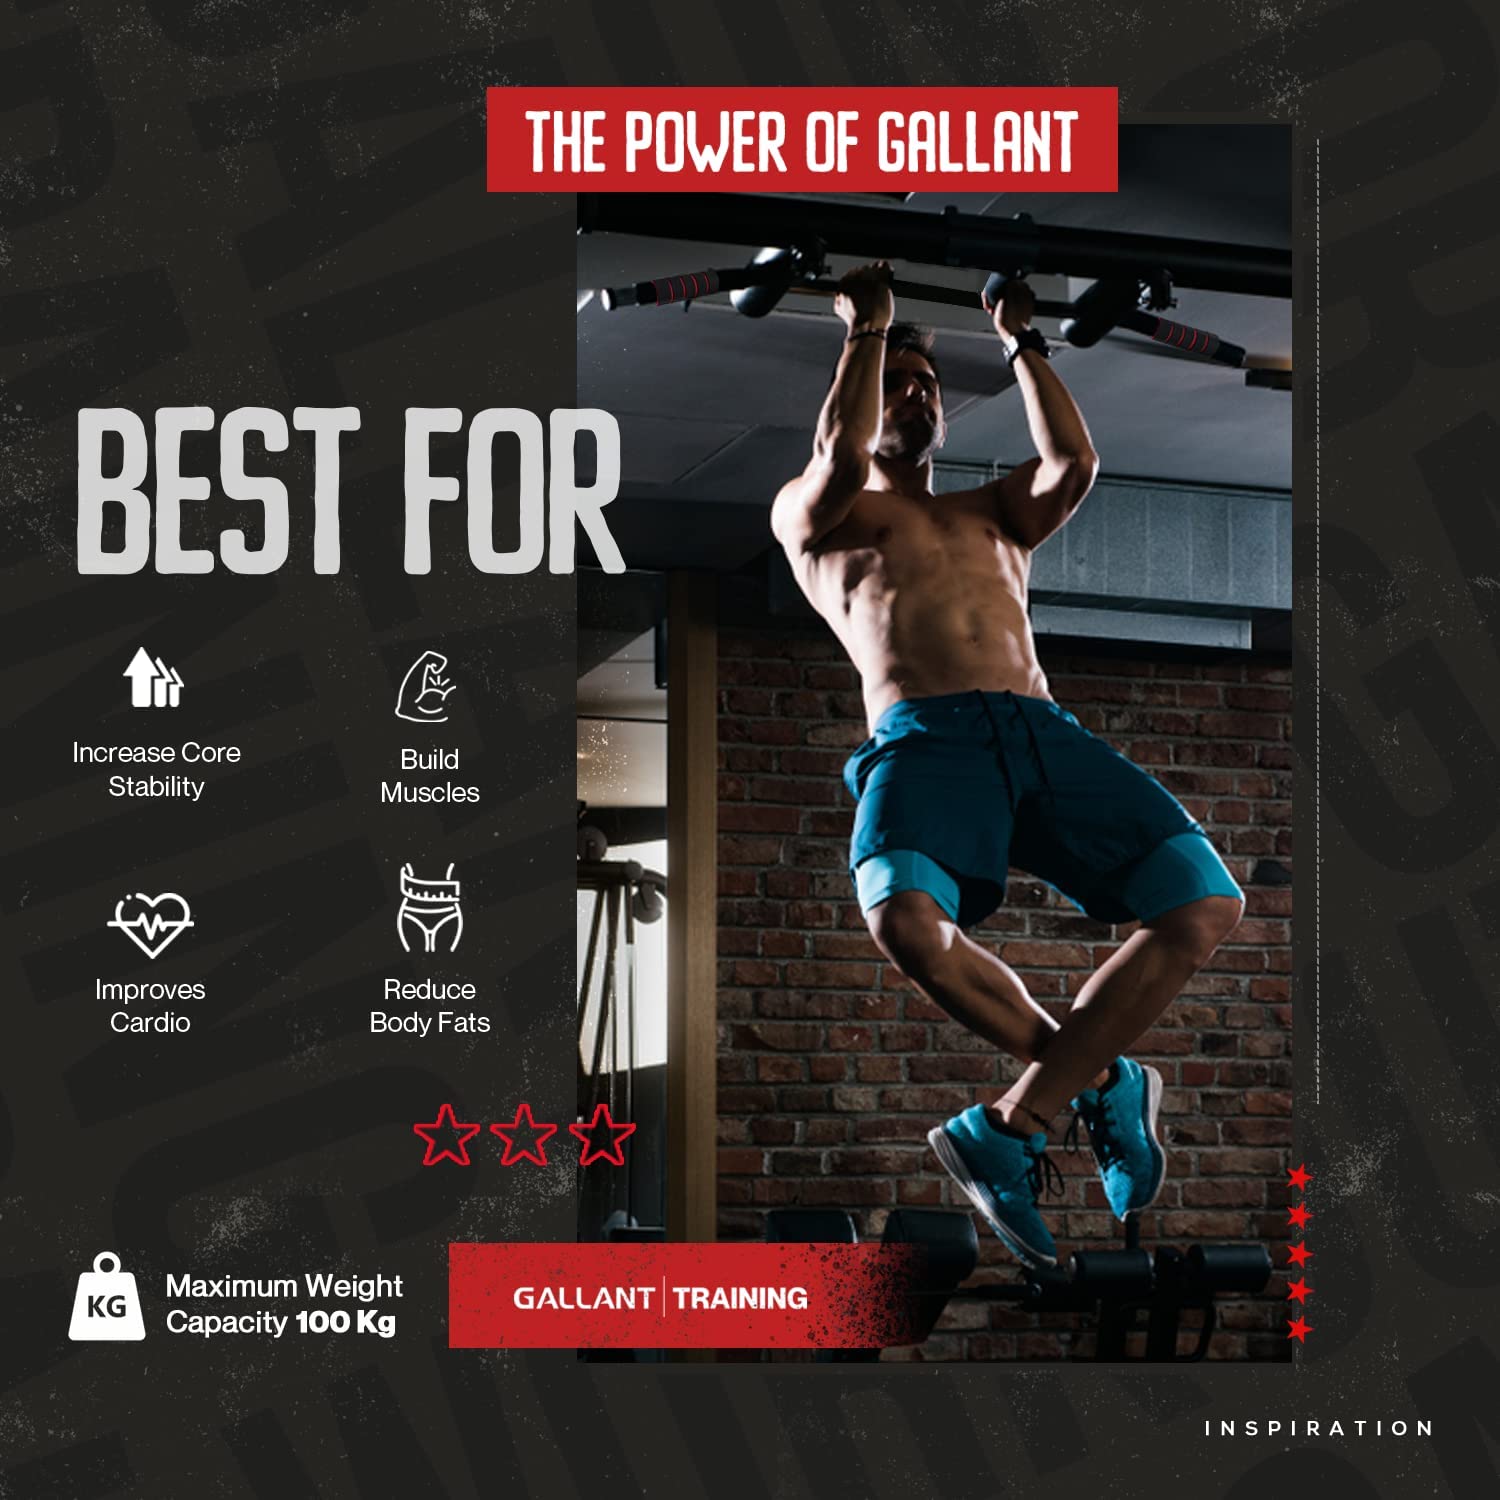 THE POWER OF GALLANT
BEST FOR
Increase Core
Stability
Build
Muscles
Improves
Cardio
Reduce
Body Fats
KG
Maximum Weight
Capacity 100 Kg
GALLANT | TRAINING
INSPIRATION